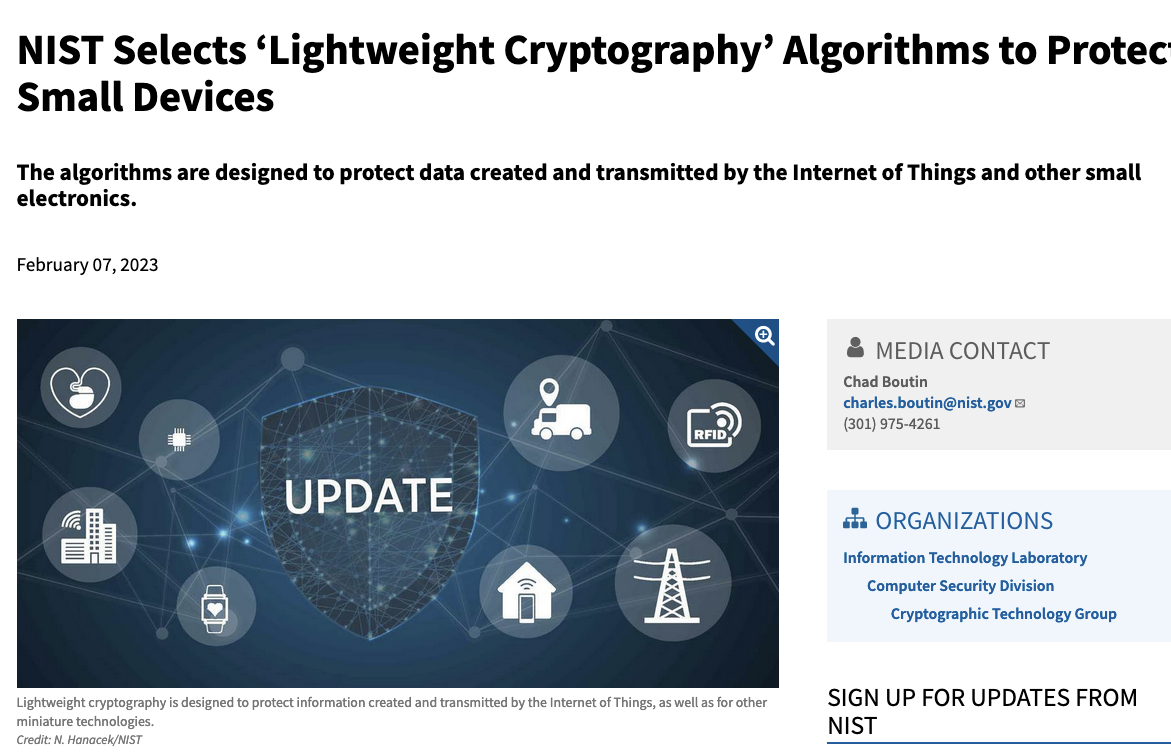 NIST Selects ‘Lightweight Cryptography’ Algorithms to Protect
Small Devices
The algorithms are designed to protect data created and transmitted by the Internet of Things and other small
electronics.
February 07, 2023
UPDATE
RFID
Lightweight cryptography is designed to protect information created and transmitted by the Internet of Things, as well as for other
miniature technologies.
Credit: N. Hanacek/NIST
MEDIA CONTACT
Chad Boutin
charles.boutin@nist.gov
(301) 975-4261
ORGANIZATIONS
Information Technology Laboratory
Computer Security Division
Cryptographic Technology Group
SIGN UP FOR UPDATES FROM
NIST